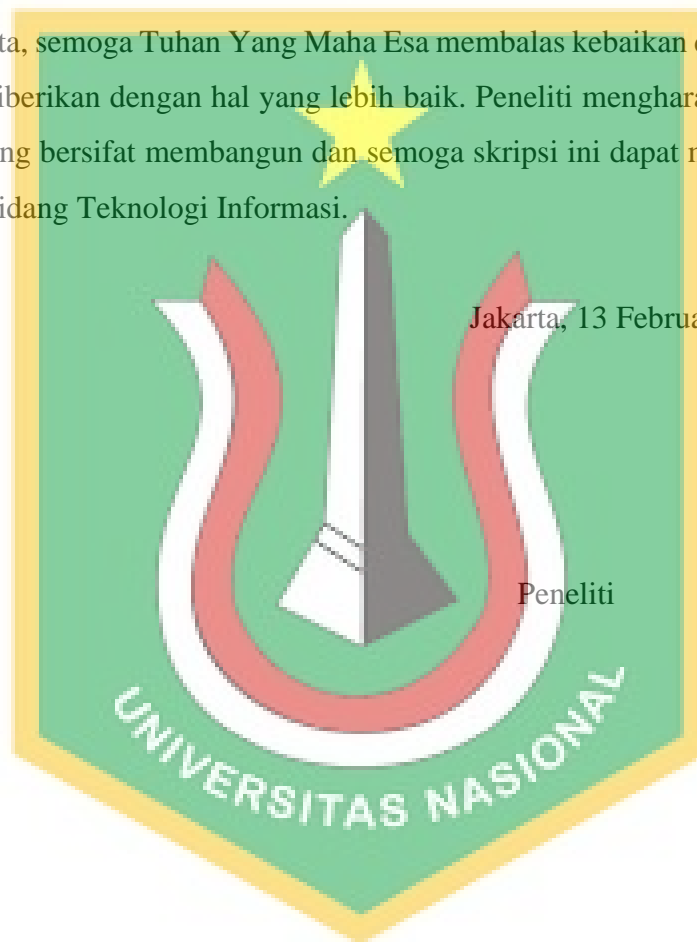 ta, semoga Tuhan Yang Maha Esa membalas kebaikan
iberikan dengan hal yang lebih baik. Peneliti menghara
ng bersifat membangun dan semoga skripsi ini dapat
idang Teknologi Informasi.
Jakarta, 13 Februa
Peneliti
UNIVERSITAS NASIONAL